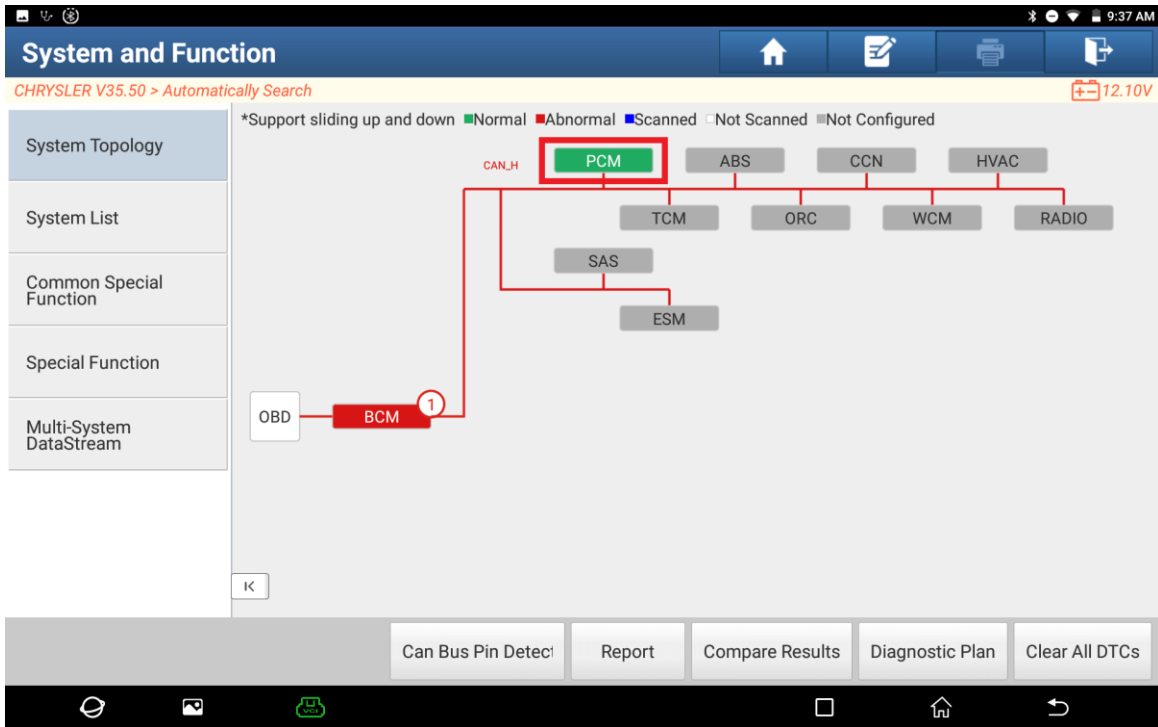 9:37 AM
System and Function
CHRYSLER V35.50 > Automatically Search
12.10V
System Topology
System List
Common Special
Function
Special Function
Multi-System
DataStream
*Support sliding up and down Normal Abnormal Scanned Not Scanned Not Configured
CAN_H
PCM
ABS
CCN
HVAC
TCM
ORC
WCM
RADIO
SAS
ESM
OBD
BCM
1
Can Bus Pin Detect
Report
Compare Results
Diagnostic Plan
Clear All DTCs
VCI